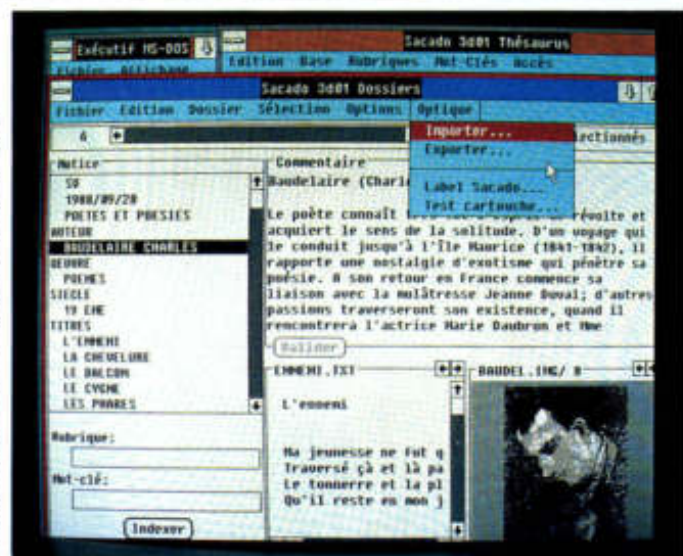 Exécutif MS-DOS
Sacado 3d01 Thésaurus
Fichier Affichage
Edition Base Rubriques Mot-Clés Accès
Sacado 3d01 Dossiers
Fichier Edition Dossier Sélection Options Optique
6
ectionnés
Importer...
Exporter...
Label Sacado...
Test cartouche...
Notice
SØ
1988/09/20
POETES ET POESIES
AUTEUR
BAUDELAIRE CHARLES
OEUVRE
POEMES
SIECLE
19 EME
TITRES
L'ENNEMI
LA CHEVELURE
LE BALCON
LE CYGNE
LES PHARES
Rubrique:
Mot-clé:
Indexer
Commentaire
Baudelaire (Charl
Le poète connaît révolte et
acquiert le sens de la solitude. D'un voyage qui
le conduit jusqu'à l'Île Maurice (1841-1842), il
rapporte une nostalgie d'exotisme qui pénètre sa
poésie. A son retour en France commence sa
liaison avec la mulâtresse Jeanne Duval; d'autres
passions traverseront son existence, quand il
rencontrera l'actrice Marie Daubrun et Mme
Valider
ENNEMI.TXT
L'ennemi
Ma jeunesse ne fut q
Traversé çà et là pa
Le tonnerre et la pl
Qu'il reste en mon j
BAUDEL.IMG/ 8